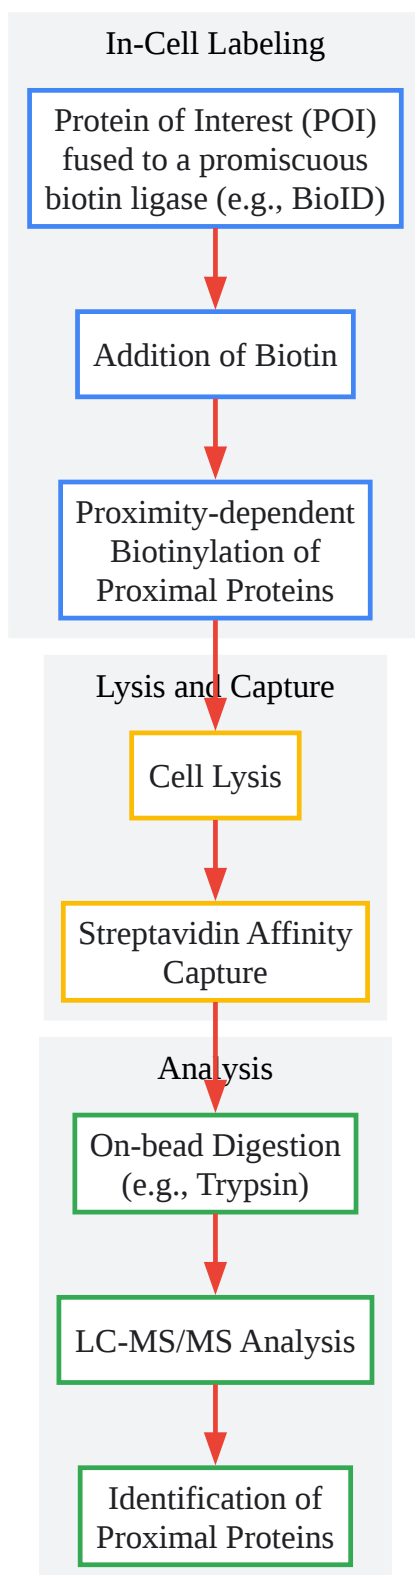 In-Cell Labeling
Protein of Interest (POI)
fused to a promiscuous
biotin ligase (e.g., BioID)
Addition of Biotin
Proximity-dependent
Biotinylation of
Proximal Proteins
Lysis and Capture
Cell Lysis
Streptavidin Affinity
Capture
Analysis
On-bead Digestion
(e.g., Trypsin)
LC-MS/MS Analysis
Identification of
Proximal Proteins